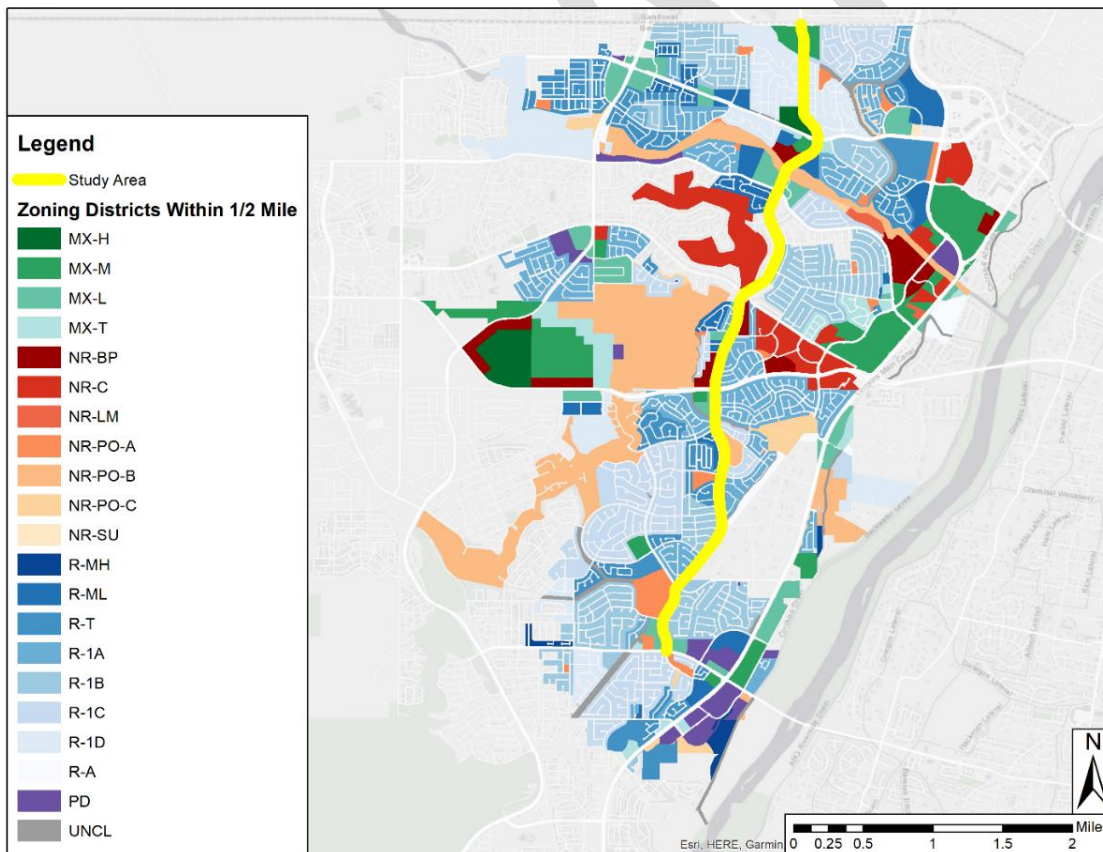 Sandoval
Legend
Study Area
Zoning Districts Within 1/2 Mile
MX-H
MX-M
MX-L
MX-T
NR-BP
NR-C
NR-LM
NR-PO-A
NR-PO-B
NR-PO-C
NR-SU
R-MH
R-ML
R-T
R-1A
R-1B
R-1C
R-1D
R-A
PD
UNCL
N
Miles
0 0.25 0.5 1 1.5 2
Esri, HERE, Garmin